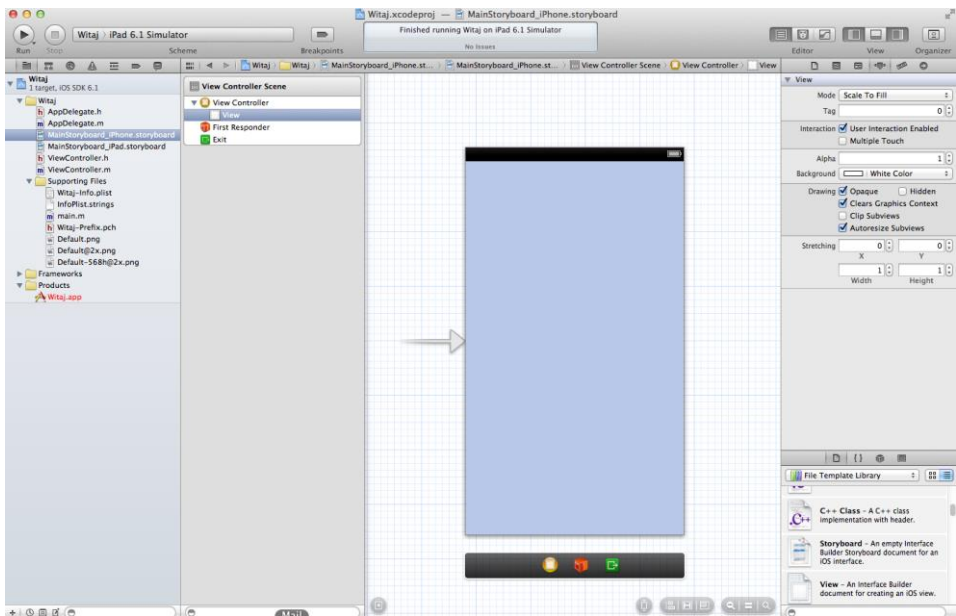 Witaj.xcodeproj — MainStoryboard_iPhone.storyboard
Witaj iPad 6.1 Simulator
Finished running Witaj on iPad 6.1 Simulator
No Issues
Run Stop Scheme Breakpoints Editor View Organizer
Witaj Witaj MainStoryboard_iPhone.st... MainStoryboard_iPhone.st... View Controller Scene View Controller View
Witaj
1 target, iOS SDK 6.1
Witaj
AppDelegate.h
AppDelegate.m
MainStoryboard_iPhone.storyboard
MainStoryboard_iPad.storyboard
ViewController.h
ViewController.m
Supporting Files
Witaj-Info.plist
InfoPlist.strings
main.m
Witaj-Prefix.pch
Default.png
Default@2x.png
Default-568h@2x.png
Frameworks
Products
Witaj.app
View Controller Scene
View Controller
View
First Responder
Exit
View
Mode Scale To Fill
Tag 0
Interaction User Interaction Enabled
Multiple Touch
Alpha 1
Background White Color
Drawing Opaque Hidden
Clears Graphics Context
Clip Subviews
Autoresize Subviews
Stretching 0 0
X Y
1 1
Width Height
File Template Library
C++ Class - A C++ class
implementation with header.
Storyboard - An empty Interface
Builder Storyboard document for an
iOS interface.
View - An Interface Builder
document for creating an iOS view.
Mail